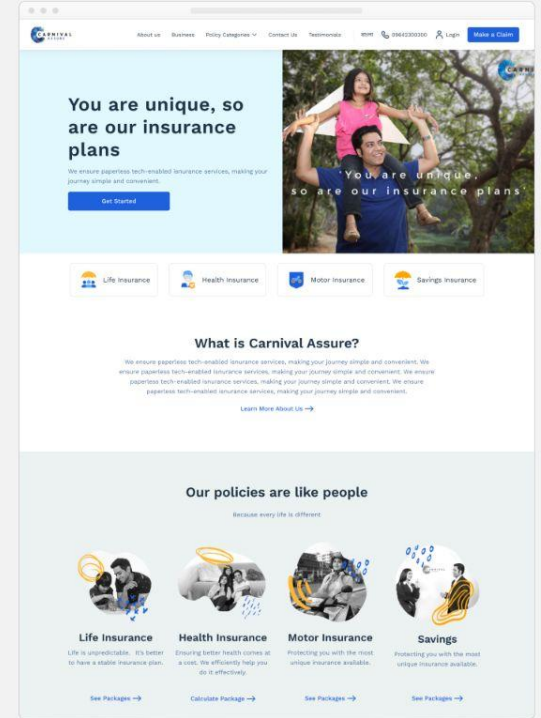 CARNIVAL
ASSURE
About us
Business
Policy Categories
Contact Us
Testimonials
বাংলা
09642300300
Login
Make a Claim
You are unique, so
are our insurance
plans
We ensure paperless tech-enabled isnurance services, making your
journey simple and convenient.
Get Started
'You are unique,
so are our insurance plans'
Life Insurance
Health Insurance
Motor Insurance
Savings Insurance
What is Carnival Assure?
We ensure paperless tech-enabled isnurance services, making your journey simple and convenient. We
ensure paperless tech-enabled isnurance services, making your journey simple and convenient. We ensure
paperless tech-enabled isnurance services, making your journey simple and convenient. We ensure
paperless tech-enabled isnurance services, making your journey simple and convenient.
Learn More About Us
Our policies are like people
Because every life is different
Life Insurance
Life is unpredictable. It's better
to have a stable insurance plan.
See Packages
Health Insurance
Ensuring better health comes at
a cost. We efficiently help you
do it effectively.
Calculate Package
Motor Insurance
Protecting you with the most
unique insurance available.
See Packages
Savings
Protecting you with the most
unique insurance available.
See Packages